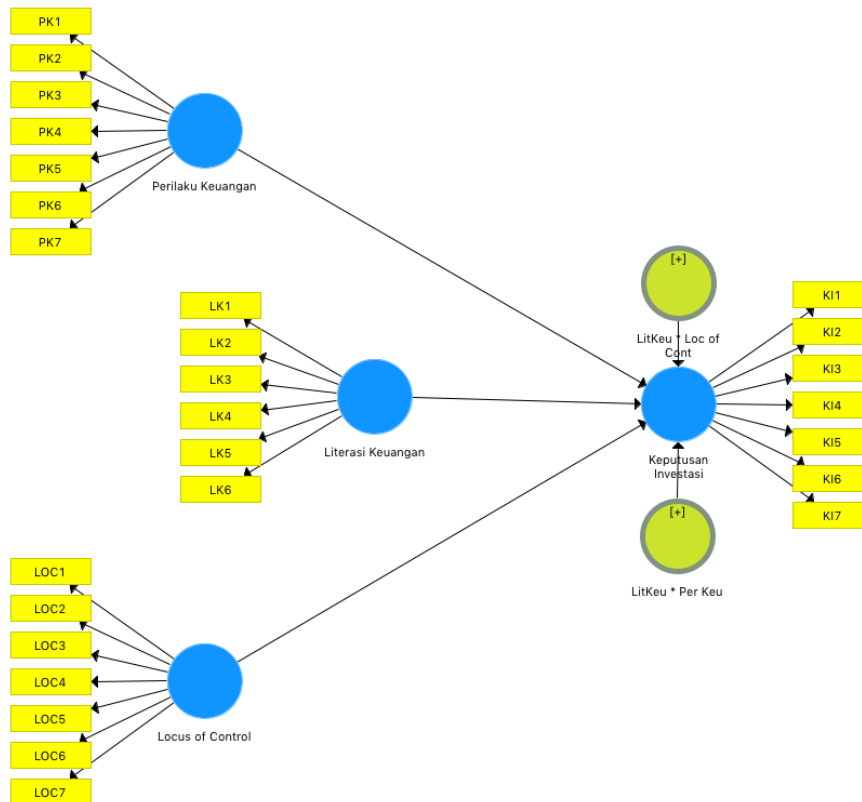 PK1
PK2
PK3
PK4
PK5
PK6
PK7
Perilaku Keuangan
LK1
LK2
LK3
LK4
LK5
LK6
Literasi Keuangan
LOC1
LOC2
LOC3
LOC4
LOC5
LOC6
LOC7
Locus of Control
[+]
LitKeu * Loc of
Cont
Keputusan
Investasi
[+]
LitKeu * Per Keu
KI1
KI2
KI3
KI4
KI5
KI6
KI7